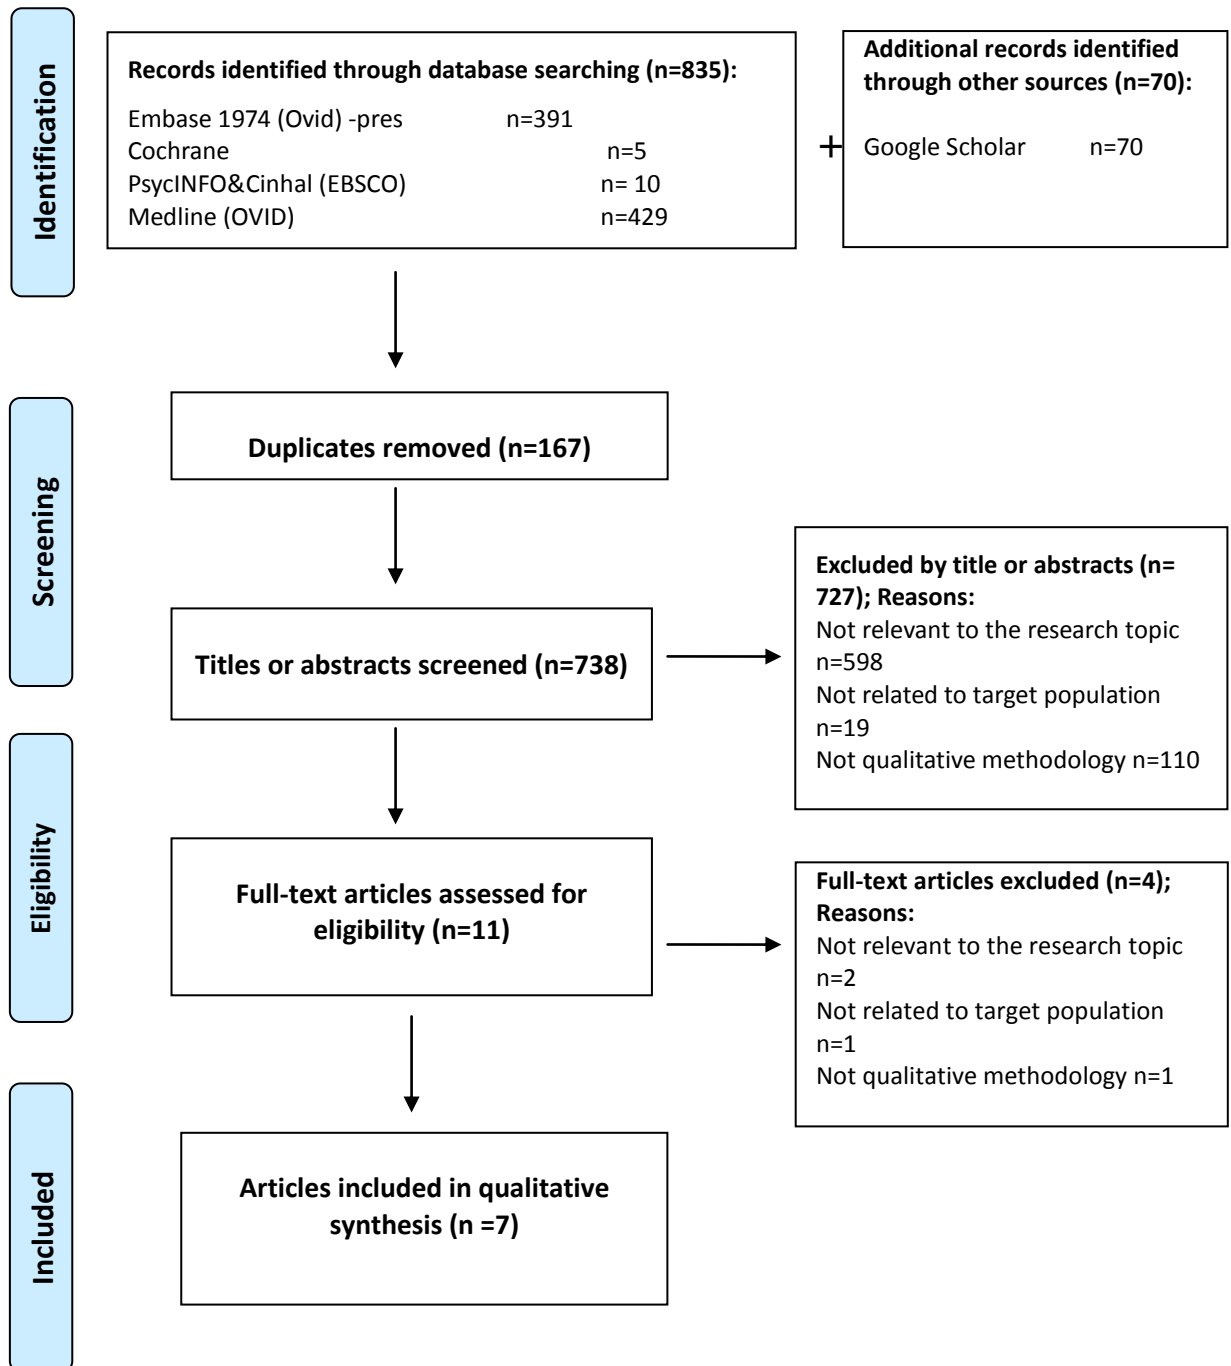 Identification
Records identified through database searching (n=835):
Embase 1974 (Ovid) -pres n=391
Cochrane n=5
PsycINFO&Cinhal (EBSCO) n= 10
Medline (OVID) n=429
+
Additional records identified
through other sources (n=70):
Google Scholar n=70
Screening
Duplicates removed (n=167)
Titles or abstracts screened (n=738)
Excluded by title or abstracts (n=
727); Reasons:
Not relevant to the research topic
n=598
Not related to target population
n=19
Not qualitative methodology n=110
Eligibility
Full-text articles assessed for
eligibility (n=11)
Full-text articles excluded (n=4);
Reasons:
Not relevant to the research topic
n=2
Not related to target population
n=1
Not qualitative methodology n=1
Included
Articles included in qualitative
synthesis (n =7)